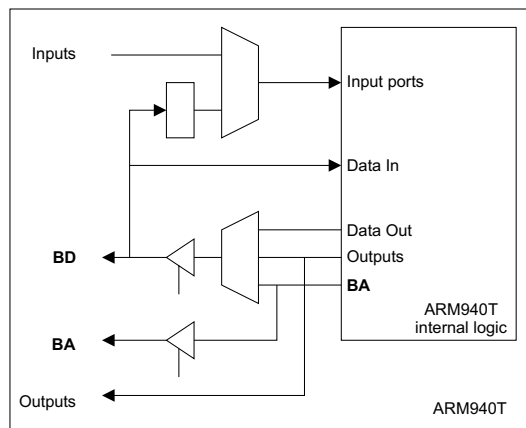 Inputs
Input ports
Data In
Data Out
BD
Outputs
BA
ARM940T
internal logic
BA
Outputs
ARM940T